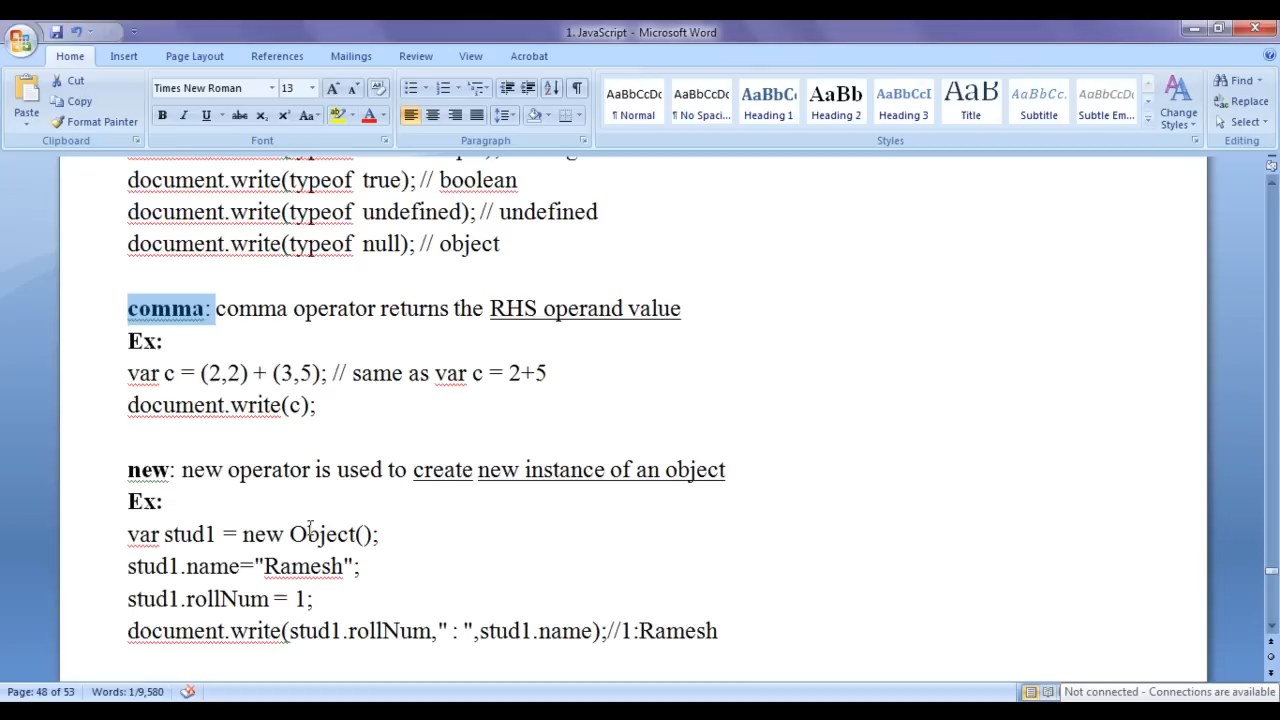 1. JavaScript - Microsoft Word
Home Insert Page Layout References Mailings Review View Acrobat
Paste
Cut
Copy
Format Painter
Clipboard
Times New Roman 13
Font
Paragraph
AaBbCcDc AaBbCcDc AaBbC AaBb AaBbCcI AaB AaBbCc. AaBbCcDc
¶ Normal ¶ No Spaci... Heading 1 Heading 2 Heading 3 Title Subtitle Subtle Em...
Change Styles
Styles
Find
Replace
Select
Editing
document.write(typeof true); // boolean
document.write(typeof undefined); // undefined
document.write(typeof null); // object
comma: comma operator returns the RHS operand value
Ex:
var c = (2,2) + (3,5); // same as var c = 2+5
document.write(c);
new: new operator is used to create new instance of an object
Ex:
var stud1 = new Object();
stud1.name="Ramesh";
stud1.rollNum = 1;
document.write(stud1.rollNum," : ",stud1.name);//1:Ramesh
Page: 48 of 53 Words: 1/9,580 Not connected - Connections are available